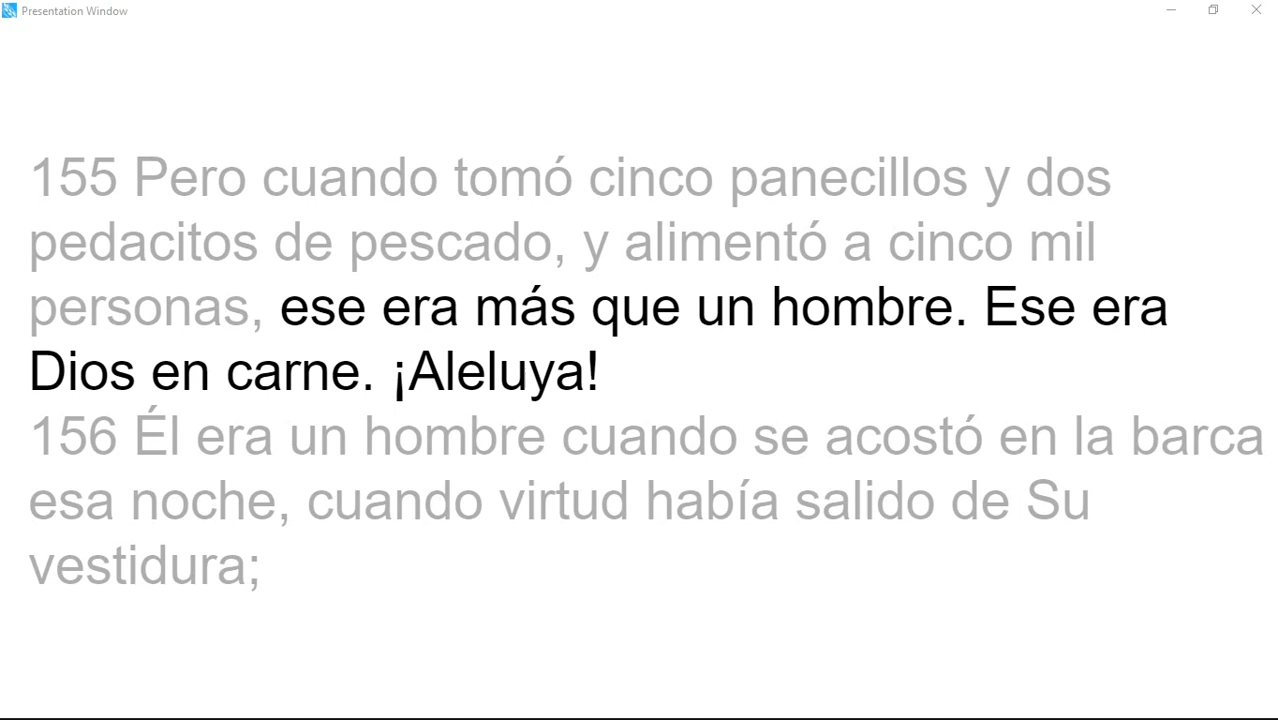 Presentation Window
155 Pero cuando tomó cinco panecillos y dos
pedacitos de pescado, y alimentó a cinco mil
personas, ese era más que un hombre. Ese era
Dios en carne. ¡Aleluya!
156 Él era un hombre cuando se acostó en la barca
esa noche, cuando virtud había salido de Su
vestidura;